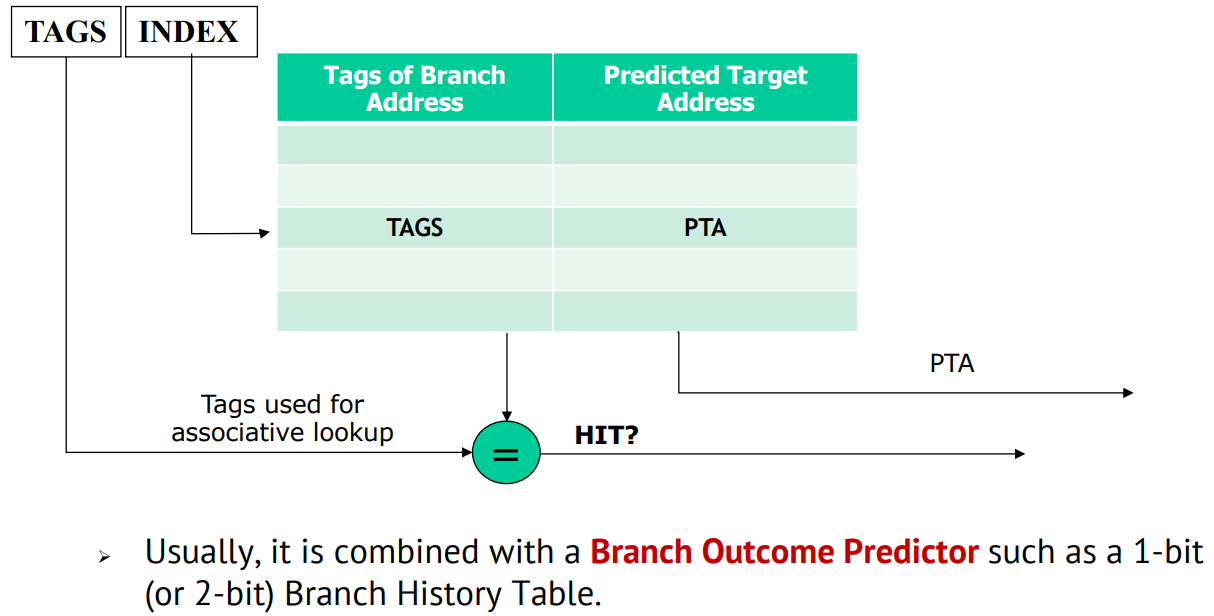 TAGS INDEX
Tags of Branch
Address
Predicted Target
Address
TAGS PTA
PTA
Tags used for
associative lookup
=
HIT?
➢ Usually, it is combined with a Branch Outcome Predictor such as a 1-bit
(or 2-bit) Branch History Table.